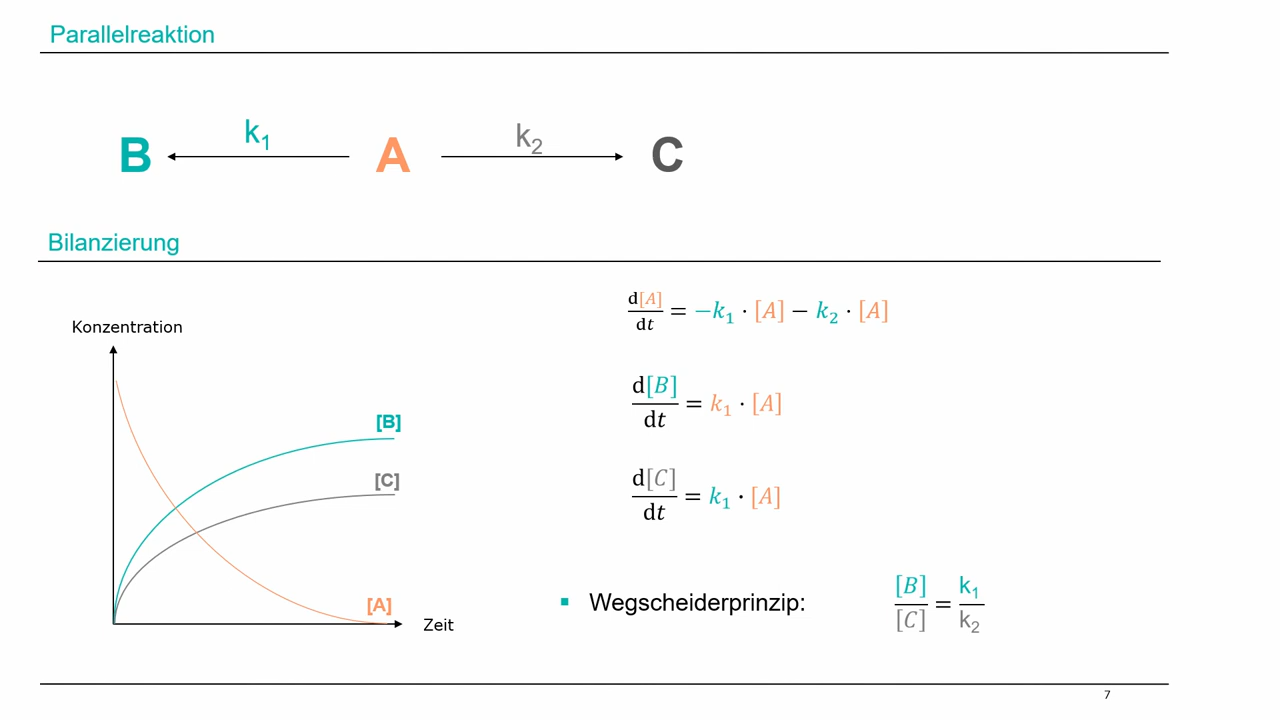 Parallelreaktion
B k₁ A k₂ C
Bilanzierung
Konzentration
[B]
[C]
[A]
Zeit
d[A]/dt = −k₁ · [A] − k₂ · [A]
d[B]/dt = k₁ · [A]
d[C]/dt = k₁ · [A]
▪ Wegscheiderprinzip: [B]/[C] = k₁/k₂
7